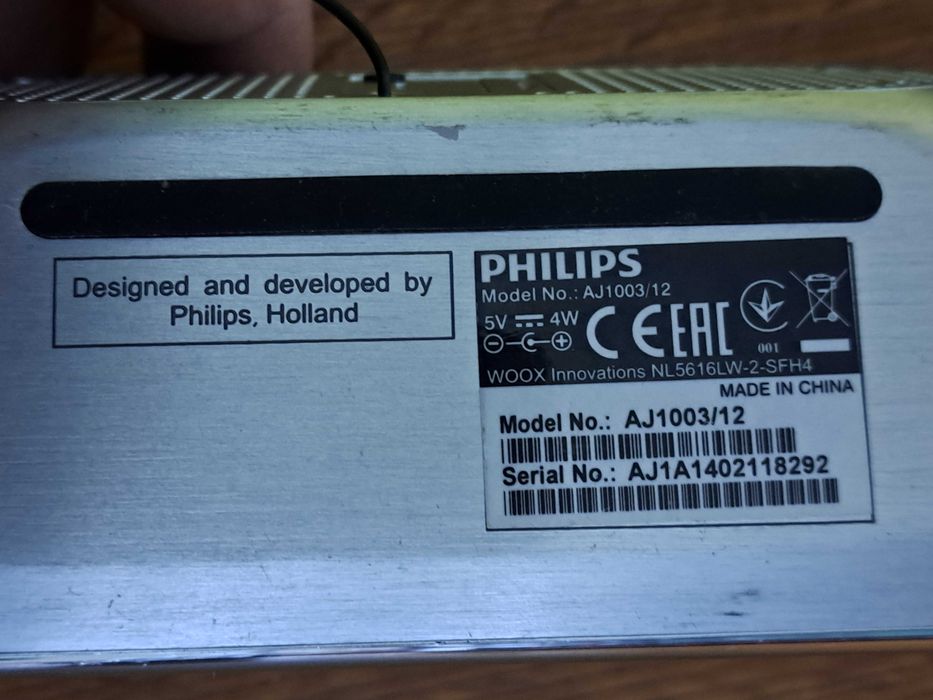 Designed and developed by
Philips, Holland
PHILIPS
Model No.: AJ1003/12
5V ⎓ 4W
CE EAC
001
WOOX Innovations NL5616LW-2-SFH4
MADE IN CHINA
Model No.: AJ1003/12
Serial No.: AJ1A1402118292